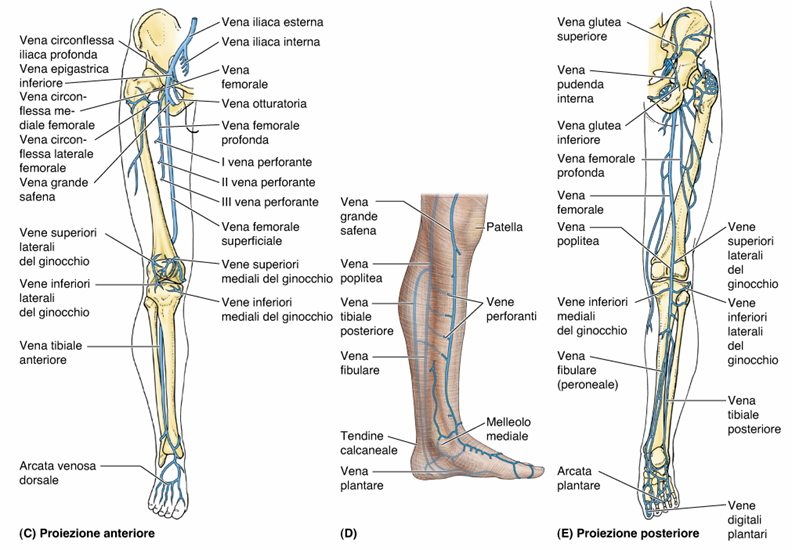 Vena iliaca esterna
Vena iliaca interna
Vena circonflessa
iliaca profonda
Vena epigastrica
inferiore
Vena circon-
flessa me-
diale femorale
Vena circon-
flessa laterale
femorale
Vena grande
safena
Vena
femorale
Vena otturatoria
Vena femorale
profonda
I vena perforante
II vena perforante
III vena perforante
Vena femorale
superficiale
Vene superiori
laterali
del ginocchio
Vene inferiori
laterali
del ginocchio
Vene superiori
mediali del ginocchio
Vene inferiori
mediali del ginocchio
Vena tibiale
anteriore
Arcata venosa
dorsale
(C) Proiezione anteriore
Vena
grande
safena
Patella
Vena
poplitea
Vena
tibiale
posteriore
Vene
perforanti
Vena
fibulare
Melleolo
mediale
Tendine
calcaneale
Vena
plantare
(D)
Vena glutea
superiore
Vena
pudenda
interna
Vena glutea
inferiore
Vena femorale
profonda
Vena
femorale
Vena
poplitea
Vene
superiori
laterali
del
ginocchio
Vene inferiori
mediali
del ginocchio
Vene
inferiori
laterali
del
ginocchio
Vena
fibulare
(peroneale)
Vena
tibiale
posteriore
Arcata
plantare
Vene
digitali
plantari
(E) Proiezione posteriore